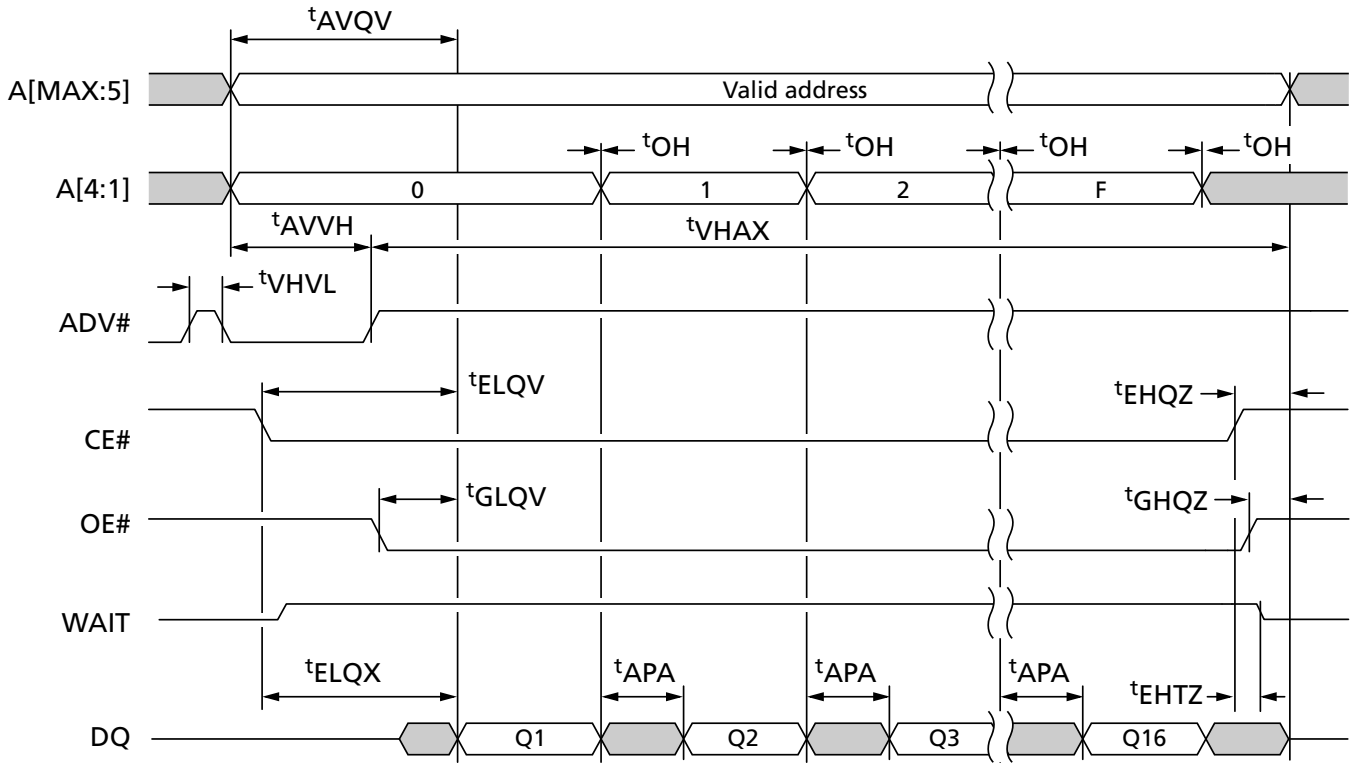 tAVQV
A[MAX:5] Valid address
tOH tOH tOH tOH
A[4:1] 0 1 2 F
tAVVH tVHAX
tVHVL
ADV#
tELQV tEHQZ
CE#
tGLQV tGHQZ
OE#
WAIT
tELQX tAPA tAPA tAPA tEHTZ
DQ Q1 Q2 Q3 Q16